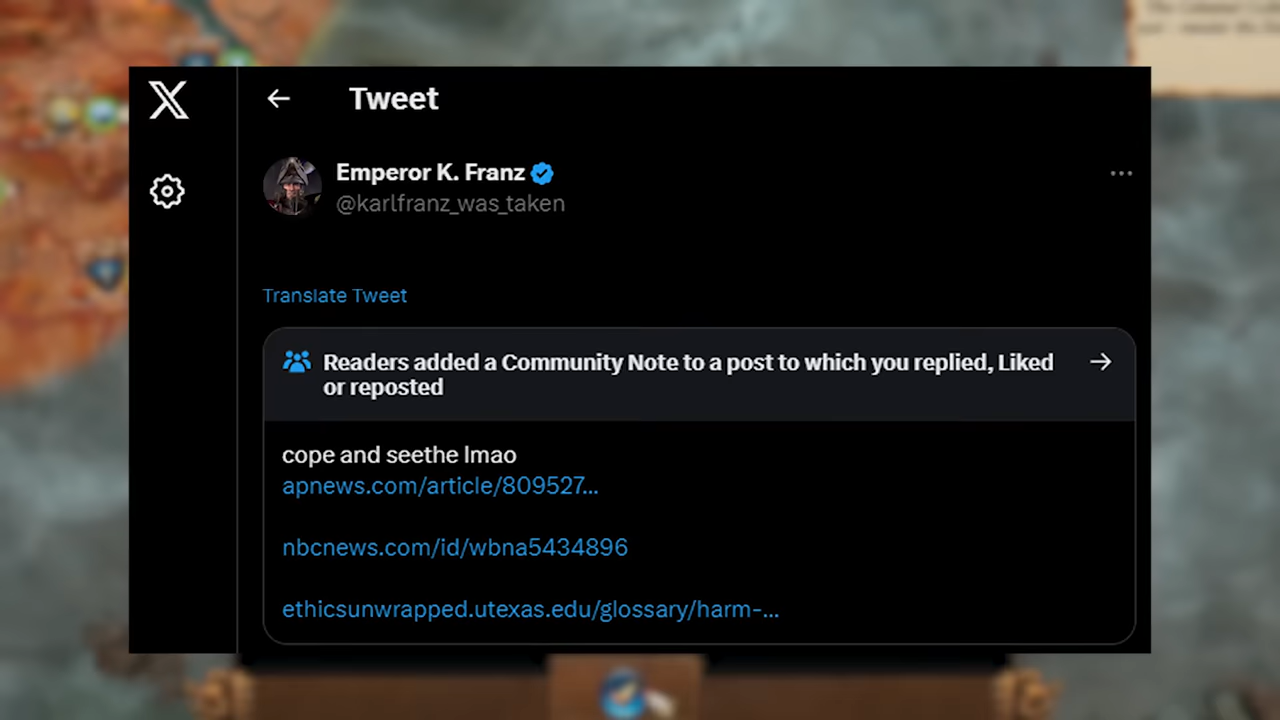 Tweet
Emperor K. Franz
@karlfranz_was_taken
Translate Tweet
Readers added a Community Note to a post to which you replied, Liked
or reposted
cope and seethe lmao
apnews.com/article/809527...
nbcnews.com/id/wbna5434896
ethicsunwrapped.utexas.edu/glossary/harm-...